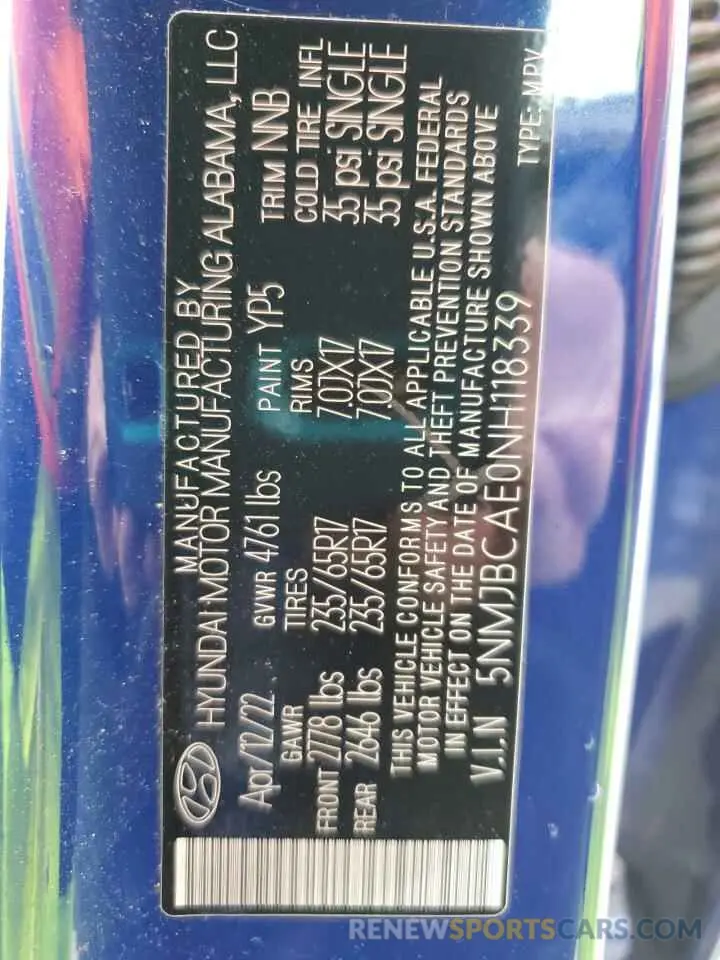 MANUFACTURED BY
HYUNDAI MOTOR MANUFACTURING ALABAMA, LLC
Apr/12/22 GVWR 4761 lbs PAINT YP5 TRIM NNB
GAWR TIRES RIMS COLD TIRE INFL
FRONT 2778 lbs 235/65R17 7.0JX17 35 psi SINGLE
REAR 2646 lbs 235/65R17 7.0JX17 35 psi SINGLE
THIS VEHICLE CONFORMS TO ALL APPLICABLE U.S.A. FEDERAL
MOTOR VEHICLE SAFETY AND THEFT PREVENTION STANDARDS
IN EFFECT ON THE DATE OF MANUFACTURE SHOWN ABOVE
V.I.N 5NMJBCAE0NH118339 TYPE: MPV
RENEWSPORTSCARS.COM